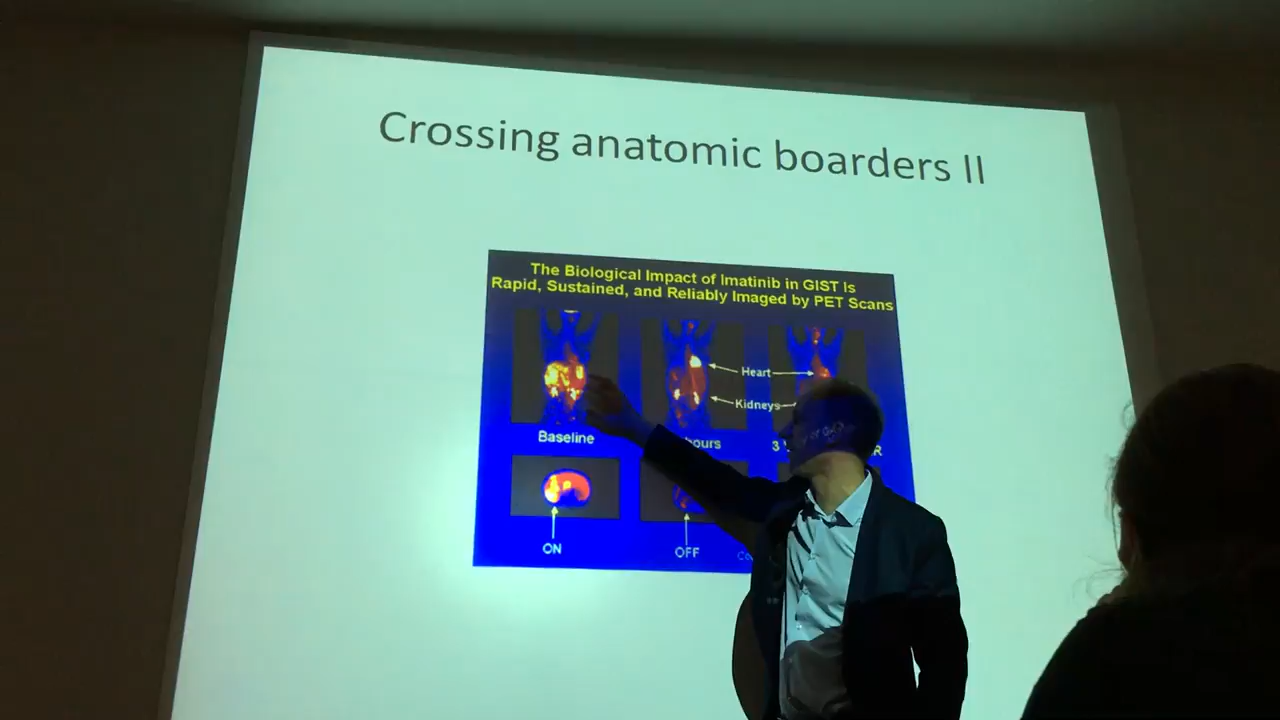 Crossing anatomic boarders II
The Biological Impact of Imatinib in GIST Is
Rapid, Sustained, and Reliably Imaged by PET Scans
Heart
Kidneys
Baseline
3
ON
OFF